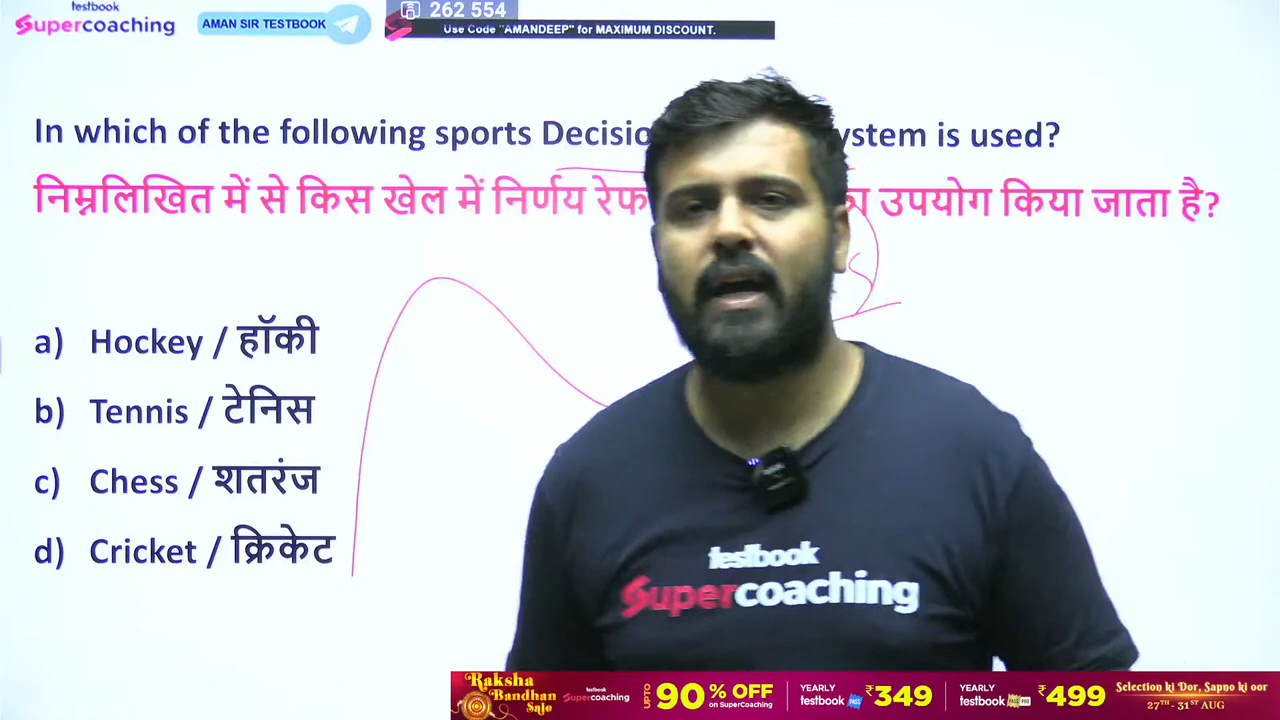 testbook
Supercoaching
AMAN SIR TESTBOOK
262 554
Use Code "AMANDEEP" for MAXIMUM DISCOUNT.
In which of the following sports Decisio ystem is used?
निम्नलिखित में से किस खेल में निर्णय रेफ का उपयोग किया जाता है?
a) Hockey / हॉकी
b) Tennis / टेनिस
c) Chess / शतरंज
d) Cricket / क्रिकेट
testbook
Supercoaching
Raksha Bandhan Sale
testbook
Supercoaching
UPTO 90% OFF on SuperCoaching
YEARLY testbook PASS ₹349
YEARLY testbook PASS PRO ₹499
Selection ki Dor, Sapno ki oor
27TH - 31ST AUG